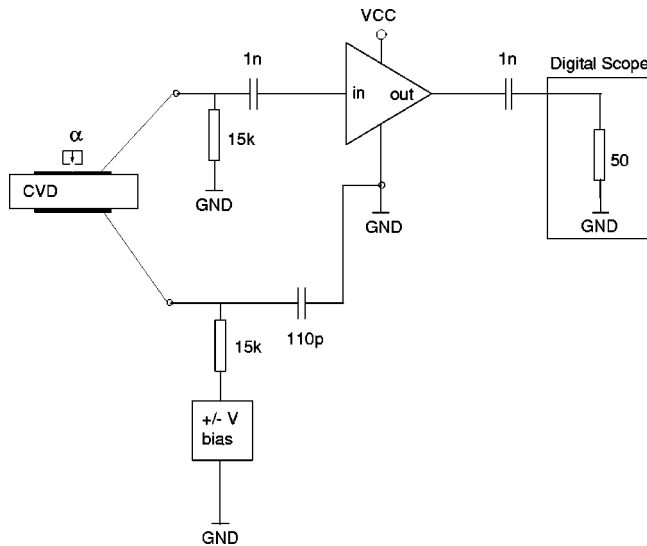 VCC
1n
1n
Digital Scope
in
out
α
15k
50
CVD
GND
GND
GND
15k
110p
+/- V
bias
GND